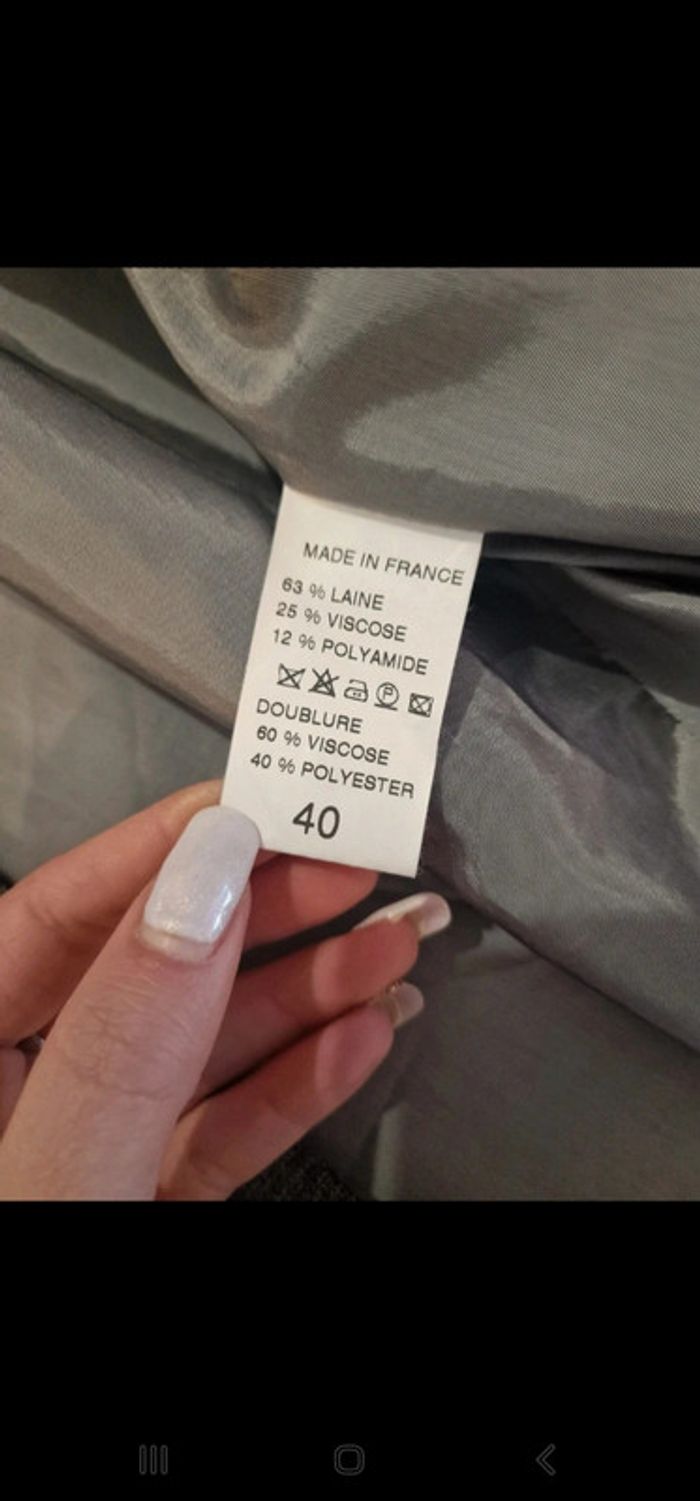 MADE IN FRANCE
63 % LAINE
25 % VISCOSE
12 % POLYAMIDE
P
DOUBLURE
60 % VISCOSE
40 % POLYESTER
40